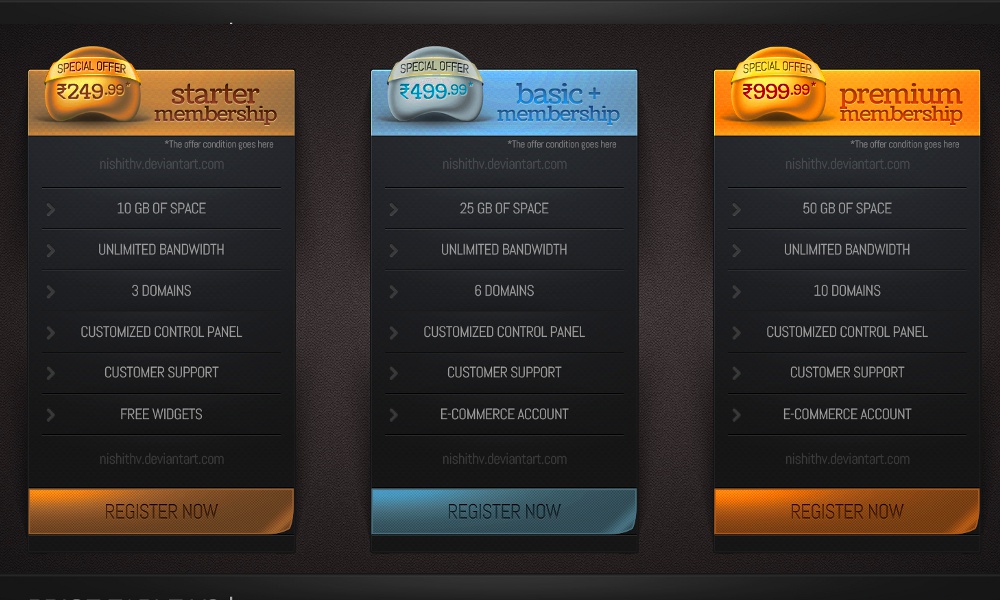 SPECIAL OFFER
₹249.99*
starter
membership
*The offer condition goes here
nishithv.deviantart.com
10 GB OF SPACE
UNLIMITED BANDWIDTH
3 DOMAINS
CUSTOMIZED CONTROL PANEL
CUSTOMER SUPPORT
FREE WIDGETS
nishithv.deviantart.com
REGISTER NOW
SPECIAL OFFER
₹499.99*
basic +
membership
*The offer condition goes here
nishithv.deviantart.com
25 GB OF SPACE
UNLIMITED BANDWIDTH
6 DOMAINS
CUSTOMIZED CONTROL PANEL
CUSTOMER SUPPORT
E-COMMERCE ACCOUNT
nishithv.deviantart.com
REGISTER NOW
SPECIAL OFFER
₹999.99*
premium
membership
*The offer condition goes here
nishithv.deviantart.com
50 GB OF SPACE
UNLIMITED BANDWIDTH
10 DOMAINS
CUSTOMIZED CONTROL PANEL
CUSTOMER SUPPORT
E-COMMERCE ACCOUNT
nishithv.deviantart.com
REGISTER NOW